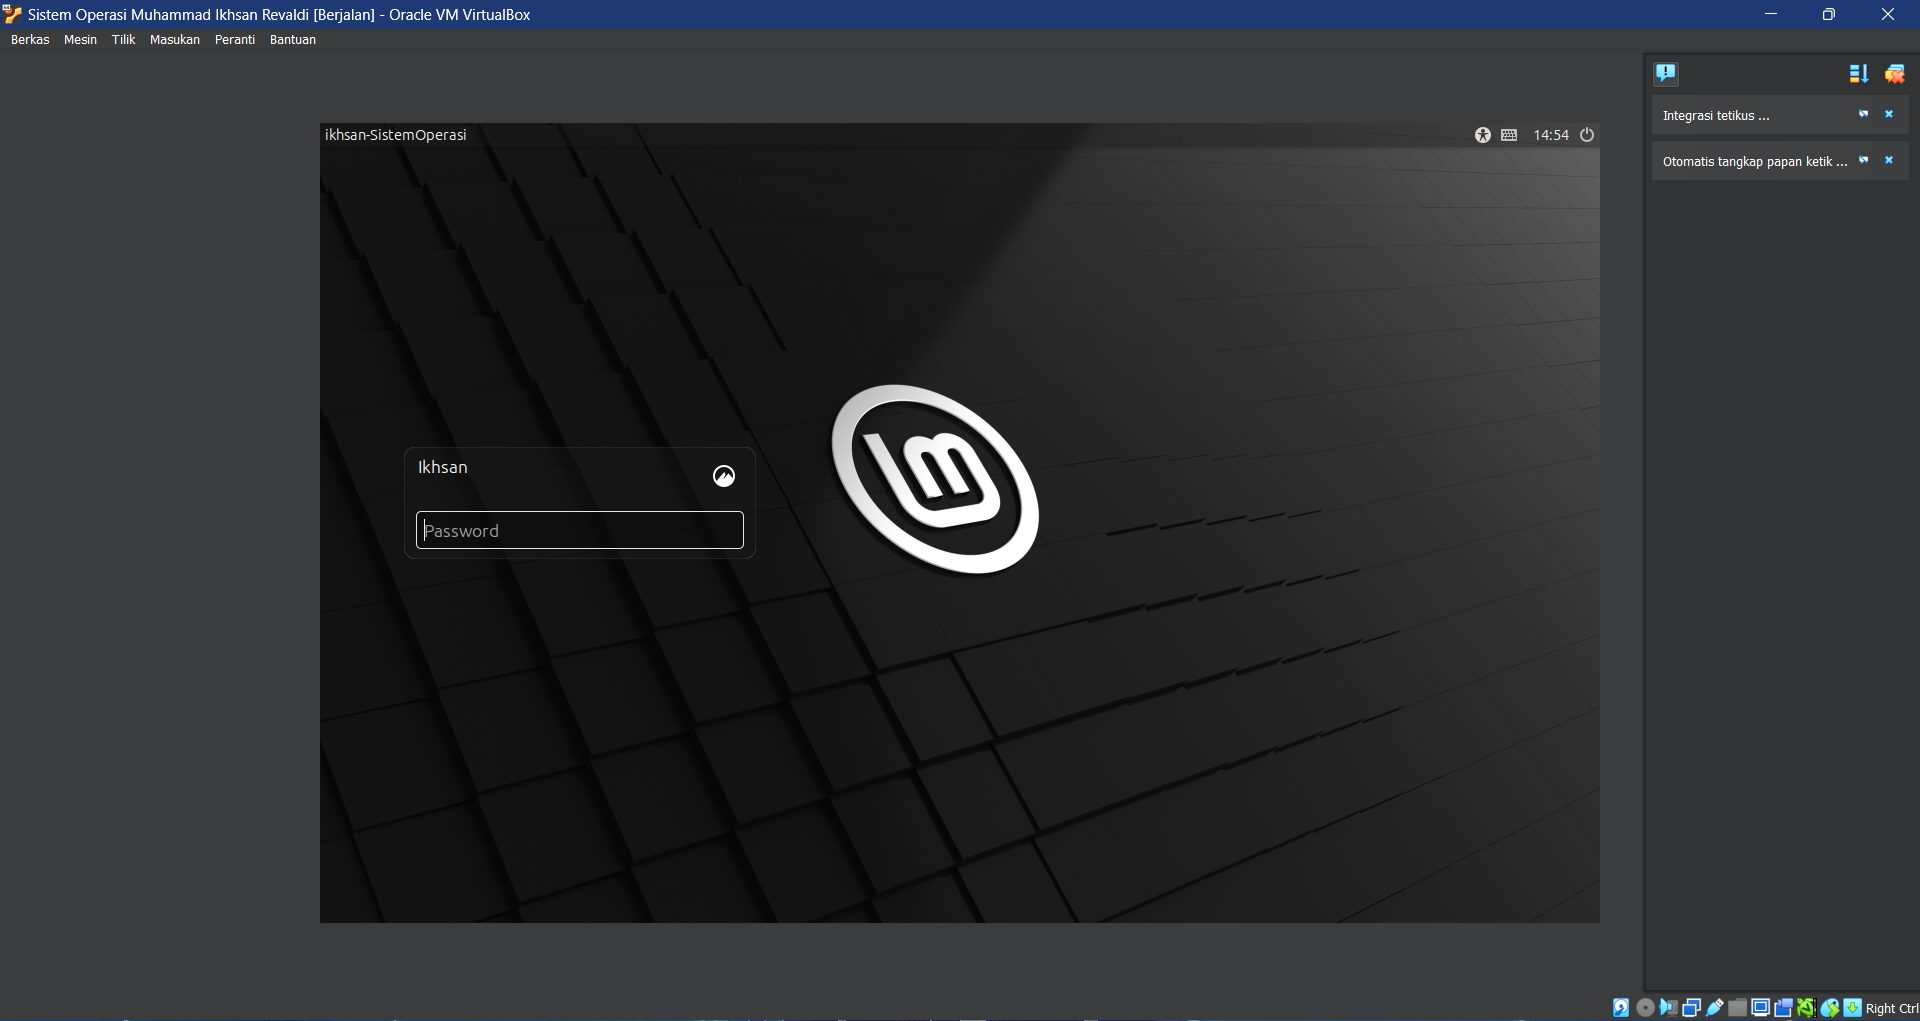 Sistem Operasi Muhammad Ikhsan Revaldi [Berjalan] - Oracle VM VirtualBox
Berkas Mesin Tilik Masukan Peranti Bantuan
Integrasi tetikus ...
Otomatis tangkap papan ketik ...
ikhsan-SistemOperasi 14:54
Ikhsan
Password
Right Ctrl